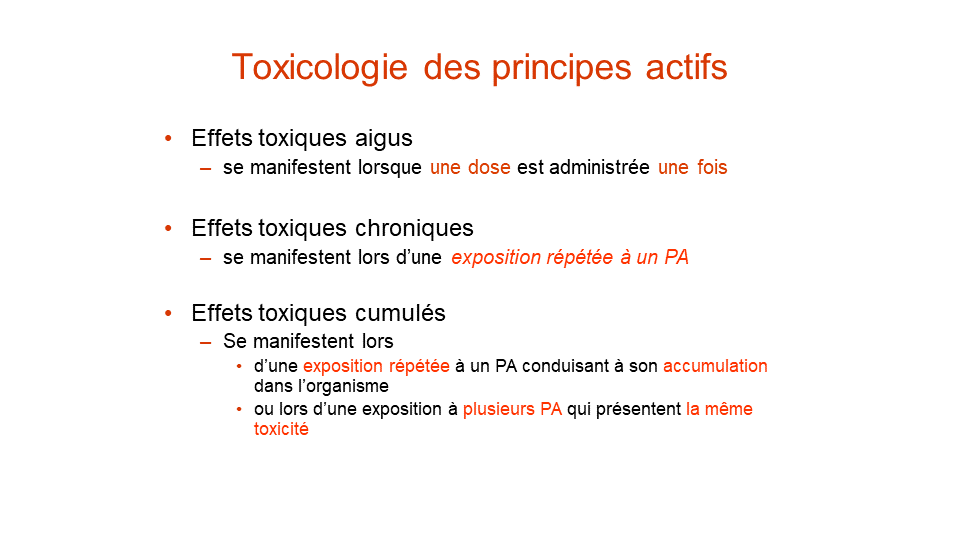 Toxicologie des principes actifs
• Effets toxiques aigus
– se manifestent lorsque une dose est administrée une fois
• Effets toxiques chroniques
– se manifestent lors d’une exposition répétée à un PA
• Effets toxiques cumulés
– Se manifestent lors
• d’une exposition répétée à un PA conduisant à son accumulation
dans l’organisme
• ou lors d’une exposition à plusieurs PA qui présentent la même
toxicité